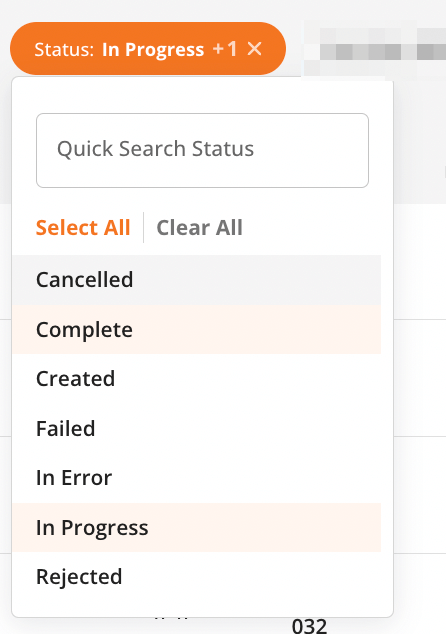 Status: In Progress +1 ×
Quick Search Status
Select All Clear All
Cancelled
Complete
Created
Failed
In Error
In Progress
Rejected
032